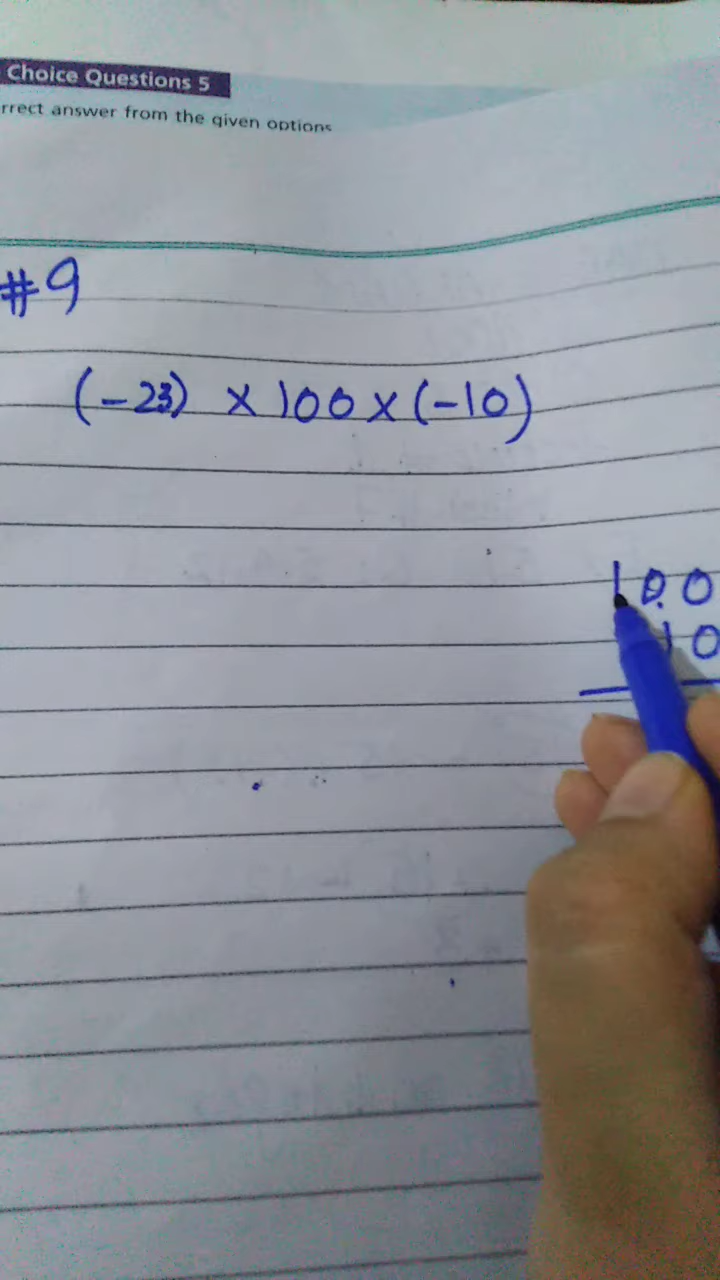 Choice Questions 5
rrect answer from the given options
#9
(-23) × 100 × (-10)
100
10